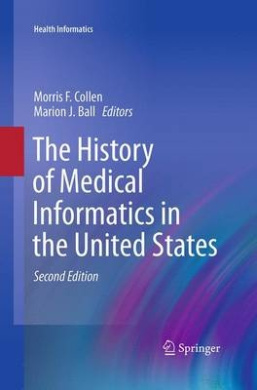 Health Informatics
Morris F. Collen
Marion J. Ball Editors
The History
of Medical
Informatics in
the United States
Second Edition
Springer